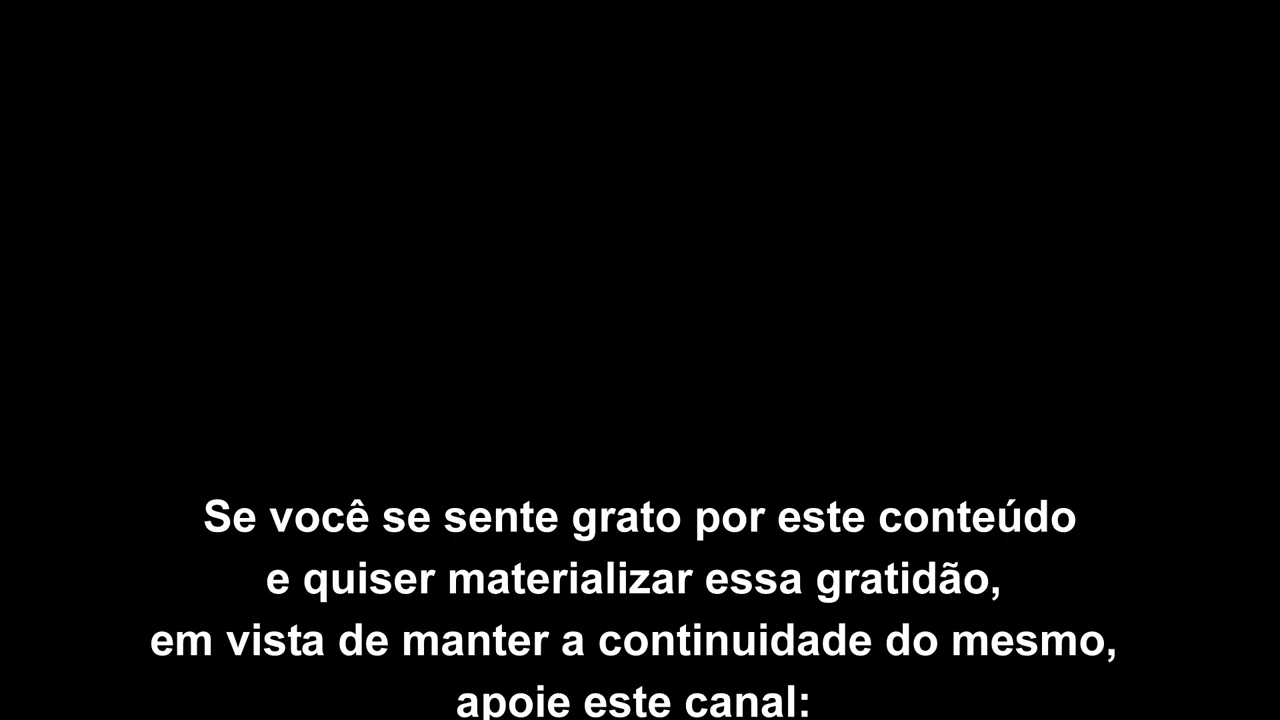 Se você se sente grato por este conteúdo
e quiser materializar essa gratidão,
em vista de manter a continuidade do mesmo,
apoie este canal: